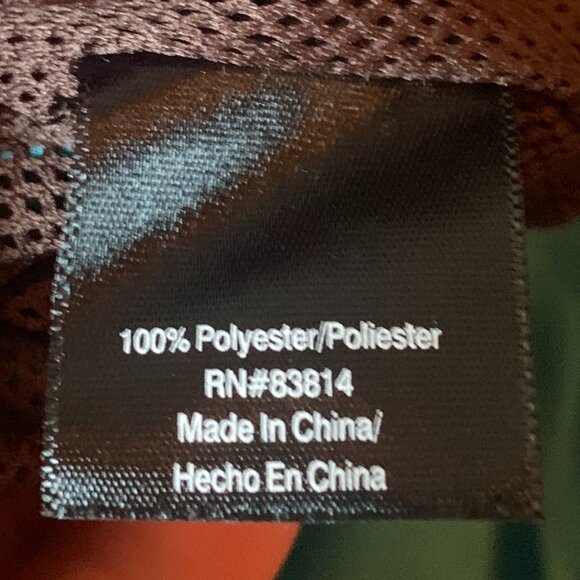 100% Polyester/Poliester
RN#83814
Made In China/
Hecho En China